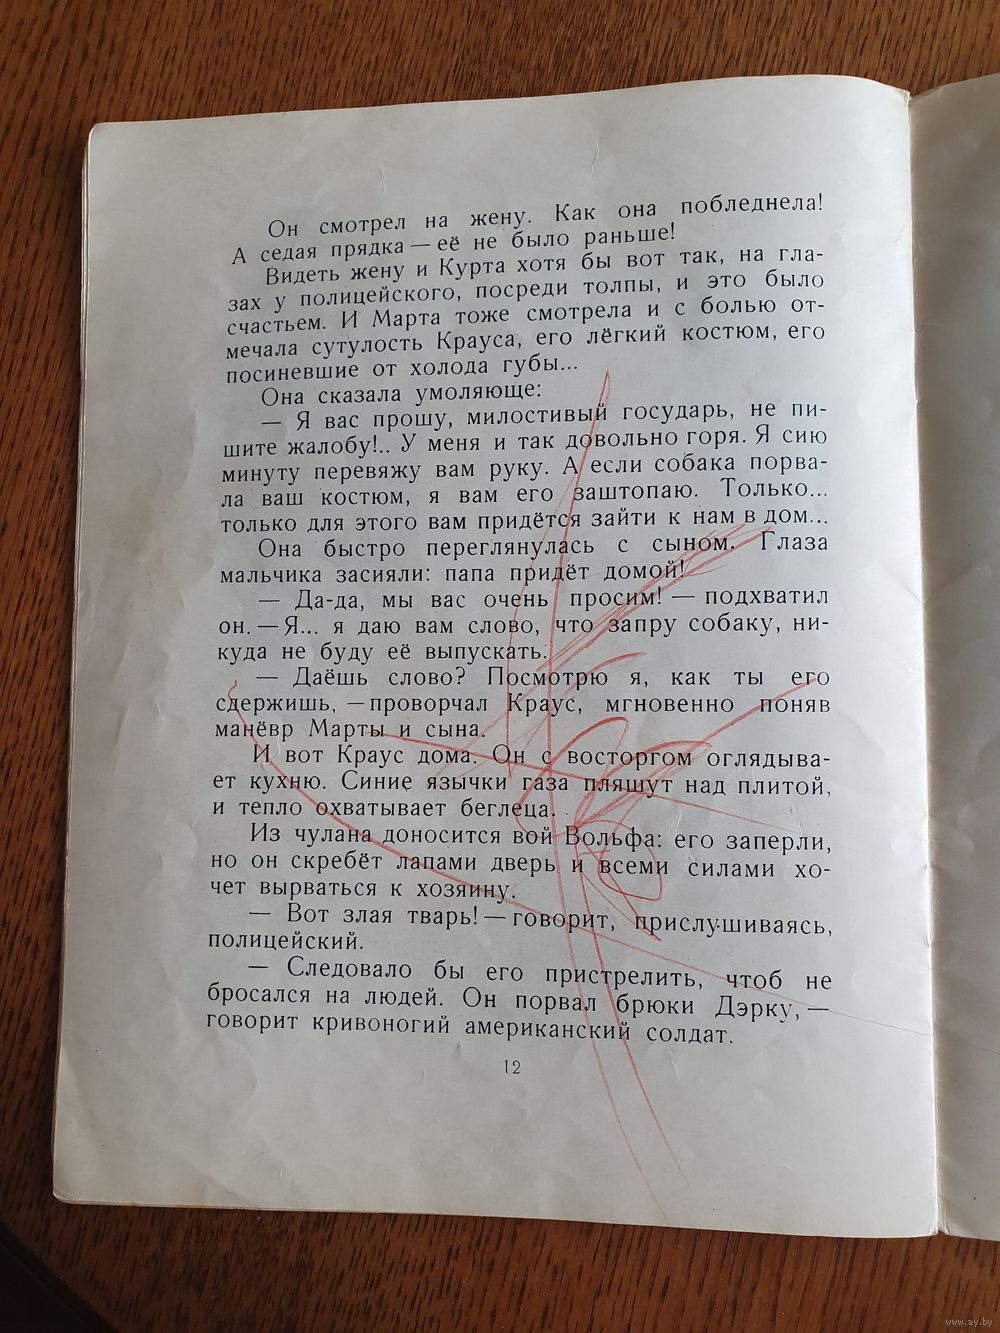 Он смотрел на жену. Как она побледнела!
А седая прядка — её не было раньше!
Видеть жену и Курта хотя бы вот так, на гла-
зах у полицейского, посреди толпы, и это было
счастьем. И Марта тоже смотрела и с болью от-
мечала сутулость Крауса, его лёгкий костюм, его
посиневшие от холода губы...
Она сказала умоляюще:
— Я вас прошу, милостивый государь, не пи-
шите жалобу!.. У меня и так довольно горя. Я сию
минуту перевяжу вам руку. А если собака порва-
ла ваш костюм, я вам его заштопаю. Только...
только для этого вам придётся зайти к нам в дом...
Она быстро переглянулась с сыном. Глаза
мальчика засияли: папа придёт домой!
— Да-да, мы вас очень просим! — подхватил
он. — Я... я даю вам слово, что запру собаку, ни-
куда не буду её выпускать.
— Даёшь слово? Посмотрю я, как ты его
сдержишь, — проворчал Краус, мгновенно поняв
манёвр Марты и сына.
И вот Краус дома. Он с восторгом оглядыва-
ет кухню. Синие язычки газа пляшут над плитой,
и тепло охватывает беглеца.
Из чулана доносится вой Вольфа: его заперли,
но он скребёт лапами дверь и всеми силами хо-
чет вырваться к хозяину.
— Вот злая тварь! — говорит, прислушиваясь,
полицейский.
— Следовало бы его пристрелить, чтоб не
бросался на людей. Он порвал брюки Дэрку, —
говорит кривоногий американский солдат.
12
www.ay.by